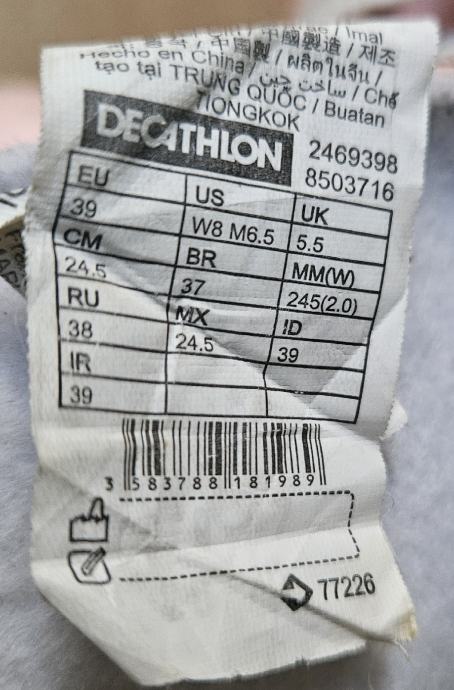 中國製造 / 제조
Hecho en China / ผลิตในจีน /
tạo tại TRUNG QUỐC / ساخت چین / Chế
TIONGKOK / Buatan
DECATHLON
2469398
8503716
EU US UK
39 W8 M6.5 5.5
CM BR MM(W)
24.5 37 245(2.0)
RU MX ID
38 24.5 39
IR
39
3 583788 181989
77226